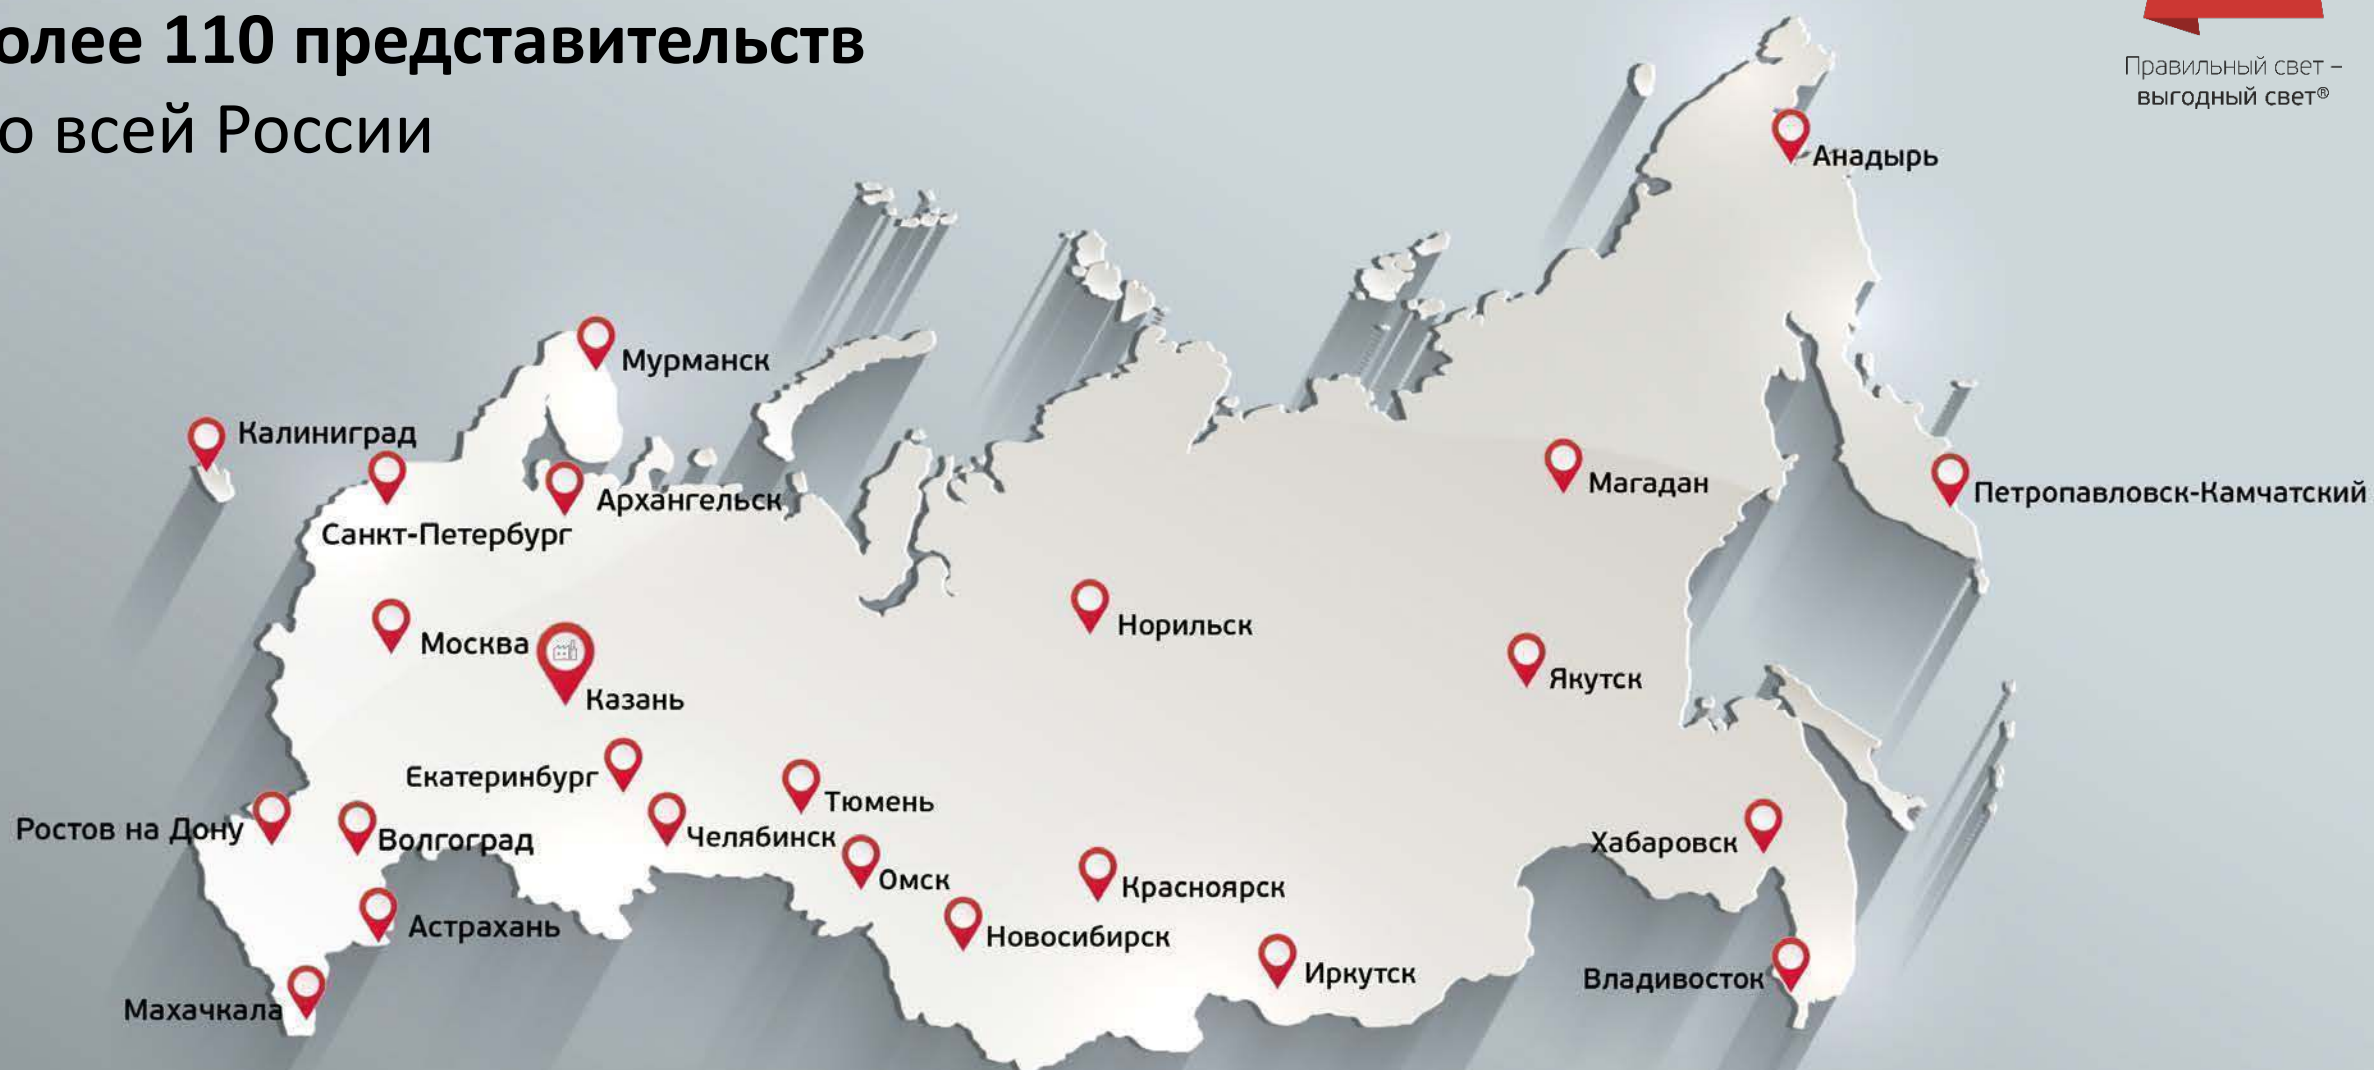 олее 110 представительств
о всей России
Правильный свет –
выгодный свет®
Анадырь
Мурманск
Калиниград
Архангельск
Санкт-Петербург
Магадан
Петропавловск-Камчатский
Норильск
Москва
Якутск
Казань
Екатеринбург
Тюмень
Ростов на Дону
Волгоград
Челябинск
Хабаровск
Омск
Красноярск
Астрахань
Новосибирск
Иркутск
Владивосток
Махачкала